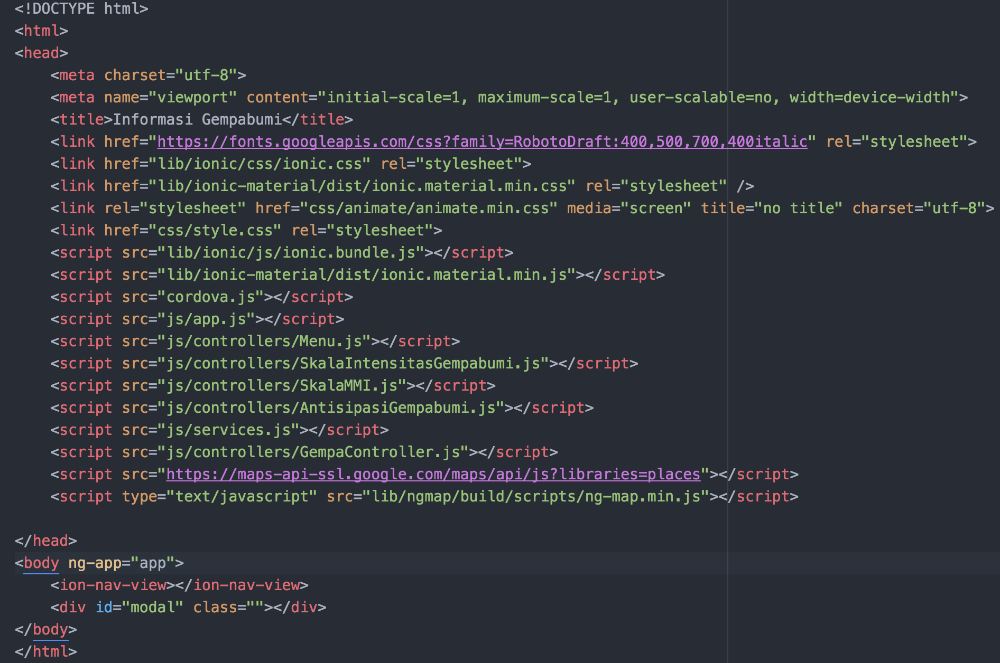 <!DOCTYPE html>
<html>
<head>
    <meta charset="utf-8">
    <meta name="viewport" content="initial-scale=1, maximum-scale=1, user-scalable=no, width=device-width">
    <title>Informasi Gempabumi</title>
    <link href="https://fonts.googleapis.com/css?family=RobotoDraft:400,500,700,400italic" rel="stylesheet">
    <link href="lib/ionic/css/ionic.css" rel="stylesheet">
    <link href="lib/ionic-material/dist/ionic.material.min.css" rel="stylesheet" />
    <link rel="stylesheet" href="css/animate/animate.min.css" media="screen" title="no title" charset="utf-8">
    <link href="css/style.css" rel="stylesheet">
    <script src="lib/ionic/js/ionic.bundle.js"></script>
    <script src="lib/ionic-material/dist/ionic.material.min.js"></script>
    <script src="cordova.js"></script>
    <script src="js/app.js"></script>
    <script src="js/controllers/Menu.js"></script>
    <script src="js/controllers/SkalaIntensitasGempabumi.js"></script>
    <script src="js/controllers/SkalaMMI.js"></script>
    <script src="js/controllers/AntisipasiGempabumi.js"></script>
    <script src="js/services.js"></script>
    <script src="js/controllers/GempaController.js"></script>
    <script src="https://maps-api-ssl.google.com/maps/api/js?libraries=places"></script>
    <script type="text/javascript" src="lib/ngmap/build/scripts/ng-map.min.js"></script>

</head>
<body ng-app="app">
    <ion-nav-view></ion-nav-view>
    <div id="modal" class=""></div>
</body>
</html>